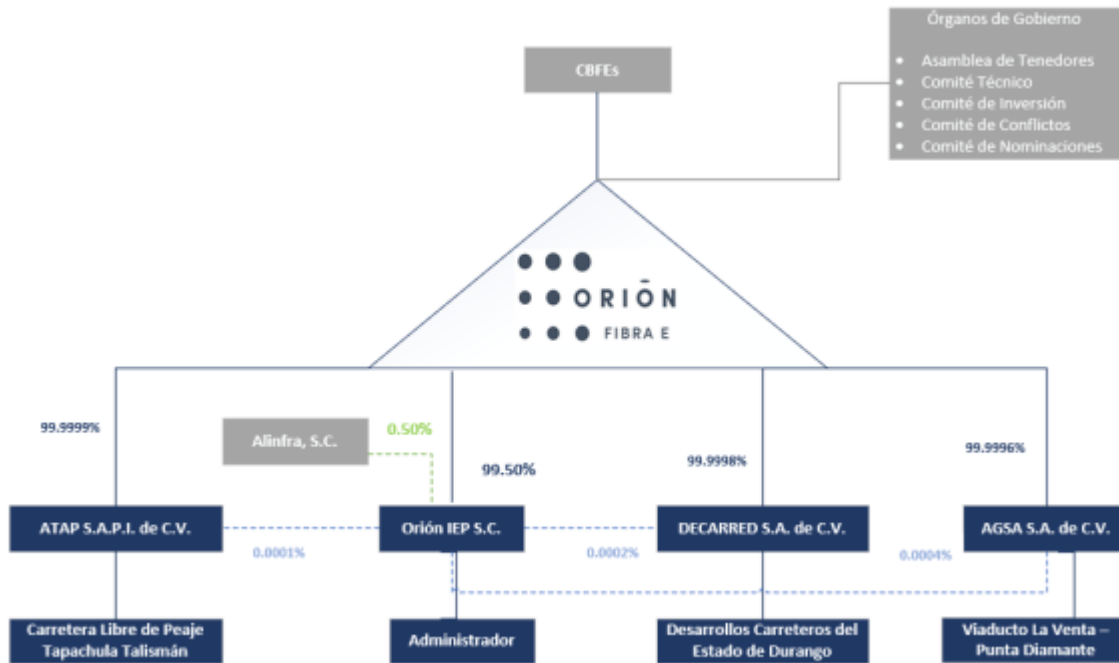 Órganos de Gobierno
CBFEs
• Asamblea de Tenedores
• Comité Técnico
• Comité de Inversión
• Comité de Conflictos
• Comité de Nominaciones
ORIÓN
FIBRA E
99.9999%
Alinfra, S.C.
0.50%
99.50%
99.9998%
99.9996%
ATAP S.A.P.I. de C.V.
Orión IEP S.C.
DECARRED S.A. de C.V.
AGSA S.A. de C.V.
0.0001%
0.0002%
0.0004%
Carretera Libre de Peaje
Tapachula Talismán
Administrador
Desarrollos Carreteros del
Estado de Durango
Viaducto La Venta –
Punta Diamante